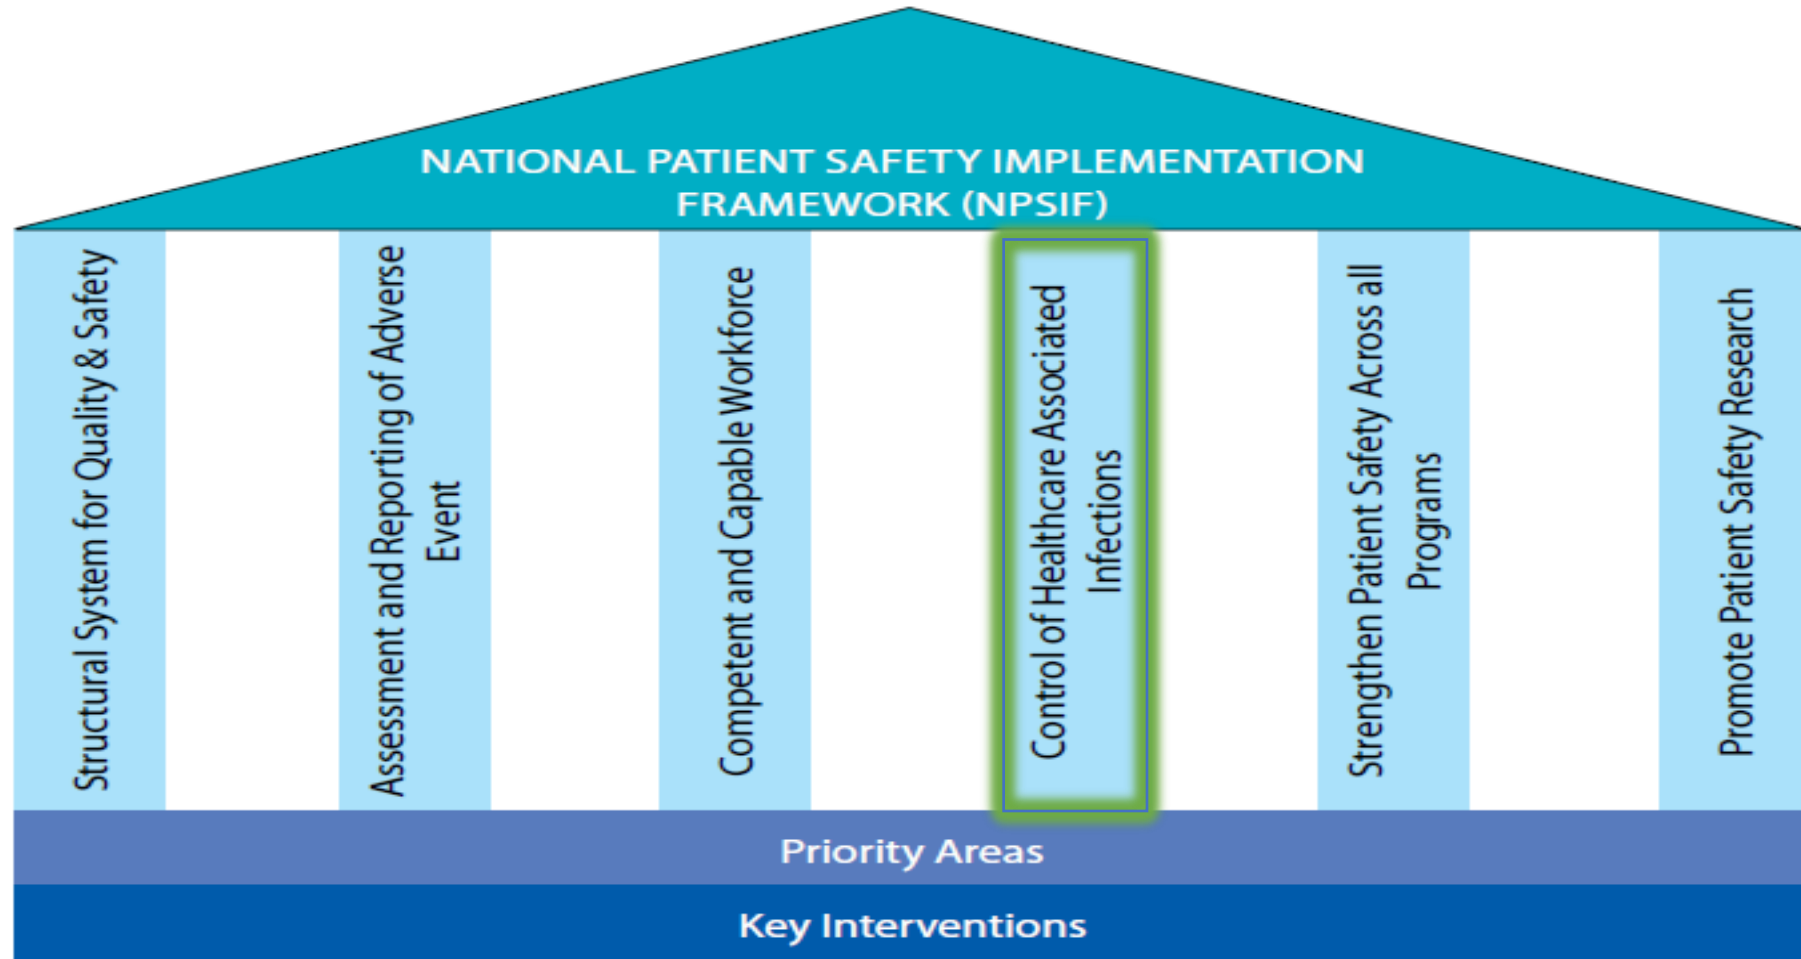 NATIONAL PATIENT SAFETY IMPLEMENTATION
FRAMEWORK (NPSIF)
Structural System for Quality & Safety
Assessment and Reporting of Adverse
Event
Competent and Capable Workforce
Control of Healthcare Associated
Infections
Strengthen Patient Safety Across all
Programs
Promote Patient Safety Research
Priority Areas
Key Interventions